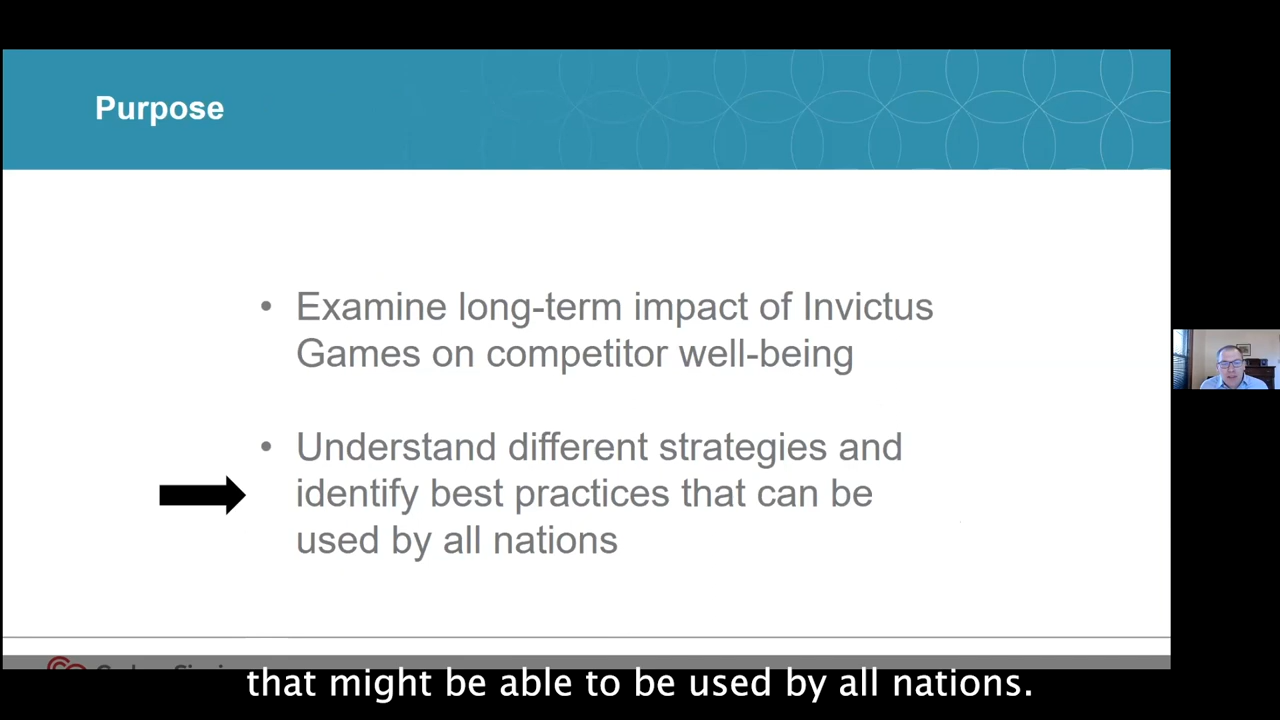 Purpose
• Examine long-term impact of Invictus
Games on competitor well-being
• Understand different strategies and
identify best practices that can be
used by all nations
that might be able to be used by all nations.